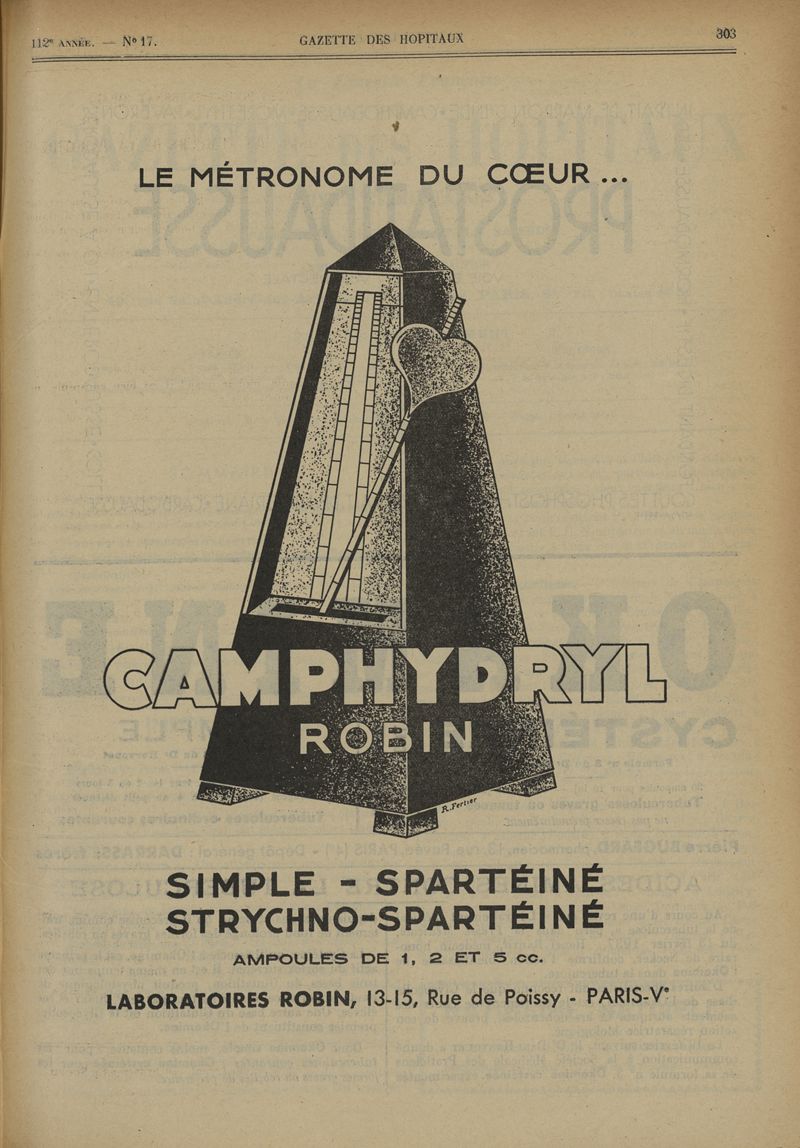 112e ANNÉE. — No 17.
GAZETTE DES HOPITAUX
303
LE MÉTRONOME DU CŒUR...
CAMPHYDRYL
ROBIN
SIMPLE - SPARTÉINÉ
STRYCHNO-SPARTÉINÉ
AMPOULES DE 1, 2 ET 5 cc.
LABORATOIRES ROBIN, 13-15, Rue de Poissy - PARIS-Ve